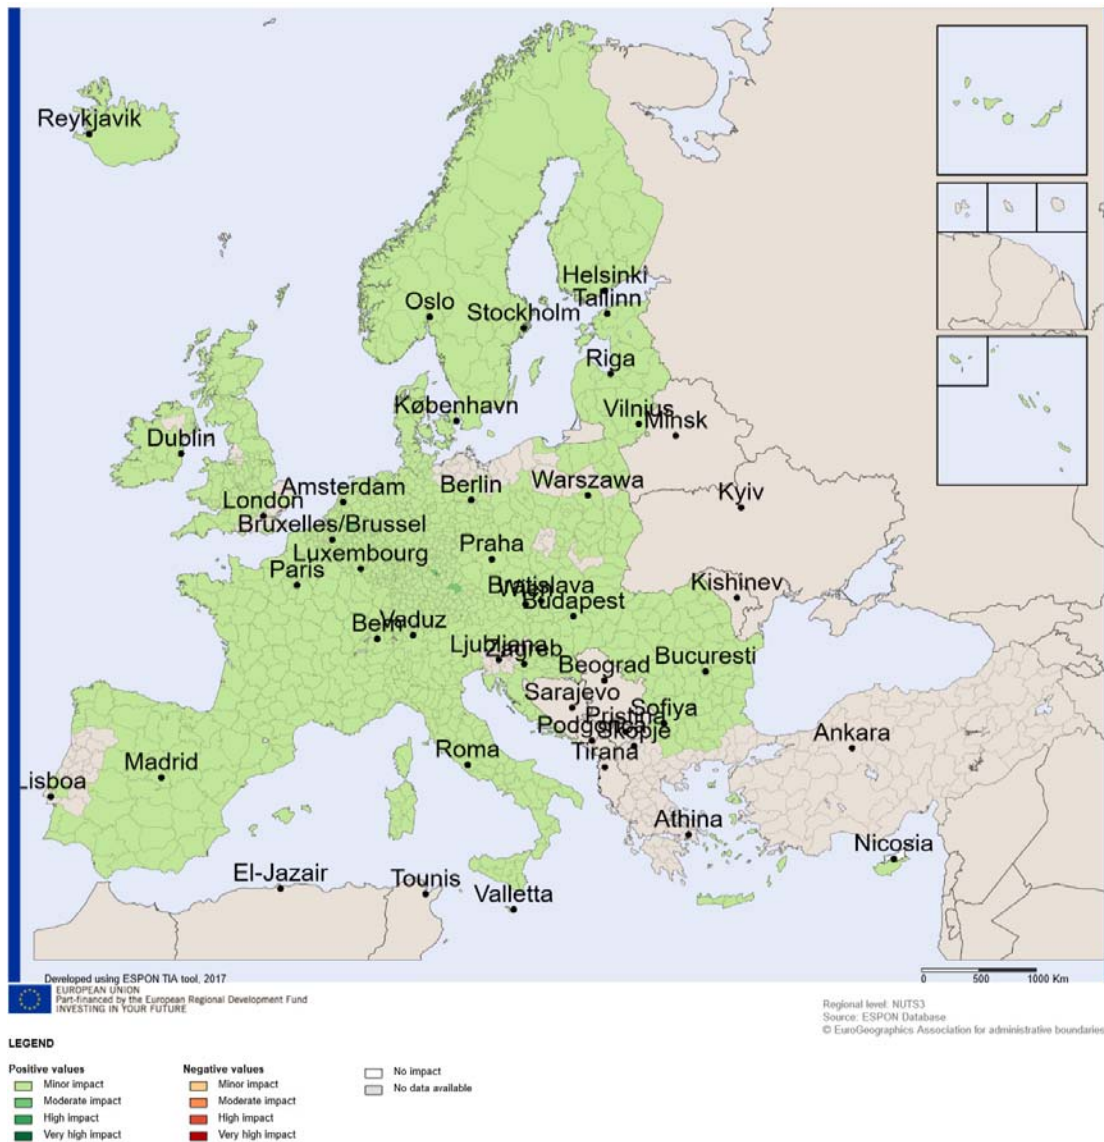 Reykjavik
Helsinki
Tallinn
Oslo
Stockholm
Riga
København
Vilnius
Minsk
Dublin
Amsterdam
Berlin
Warszawa
London
Kyiv
Bruxelles/Brussel
Praha
Luxembourg
Paris
Bratislava
Wien
Kishinev
Budapest
Vaduz
Bern
Ljubljana
Zagreb
Beograd
Bucuresti
Sarajevo
Sofiya
Pristina
Podgorica
Skopje
Ankara
Roma
Tirana
Madrid
Lisboa
Athina
Nicosia
El-Jazair
Tounis
Valletta
Developed using ESPON TIA tool, 2017
0 500 1000 Km
EUROPEAN UNION
Part-financed by the European Regional Development Fund
INVESTING IN YOUR FUTURE
Regional level: NUTS3
Source: ESPON Database
© EuroGeographics Association for administrative boundaries
LEGEND
Positive values
Minor impact
Moderate impact
High impact
Very high impact
Negative values
Minor impact
Moderate impact
High impact
Very high impact
No impact
No data available